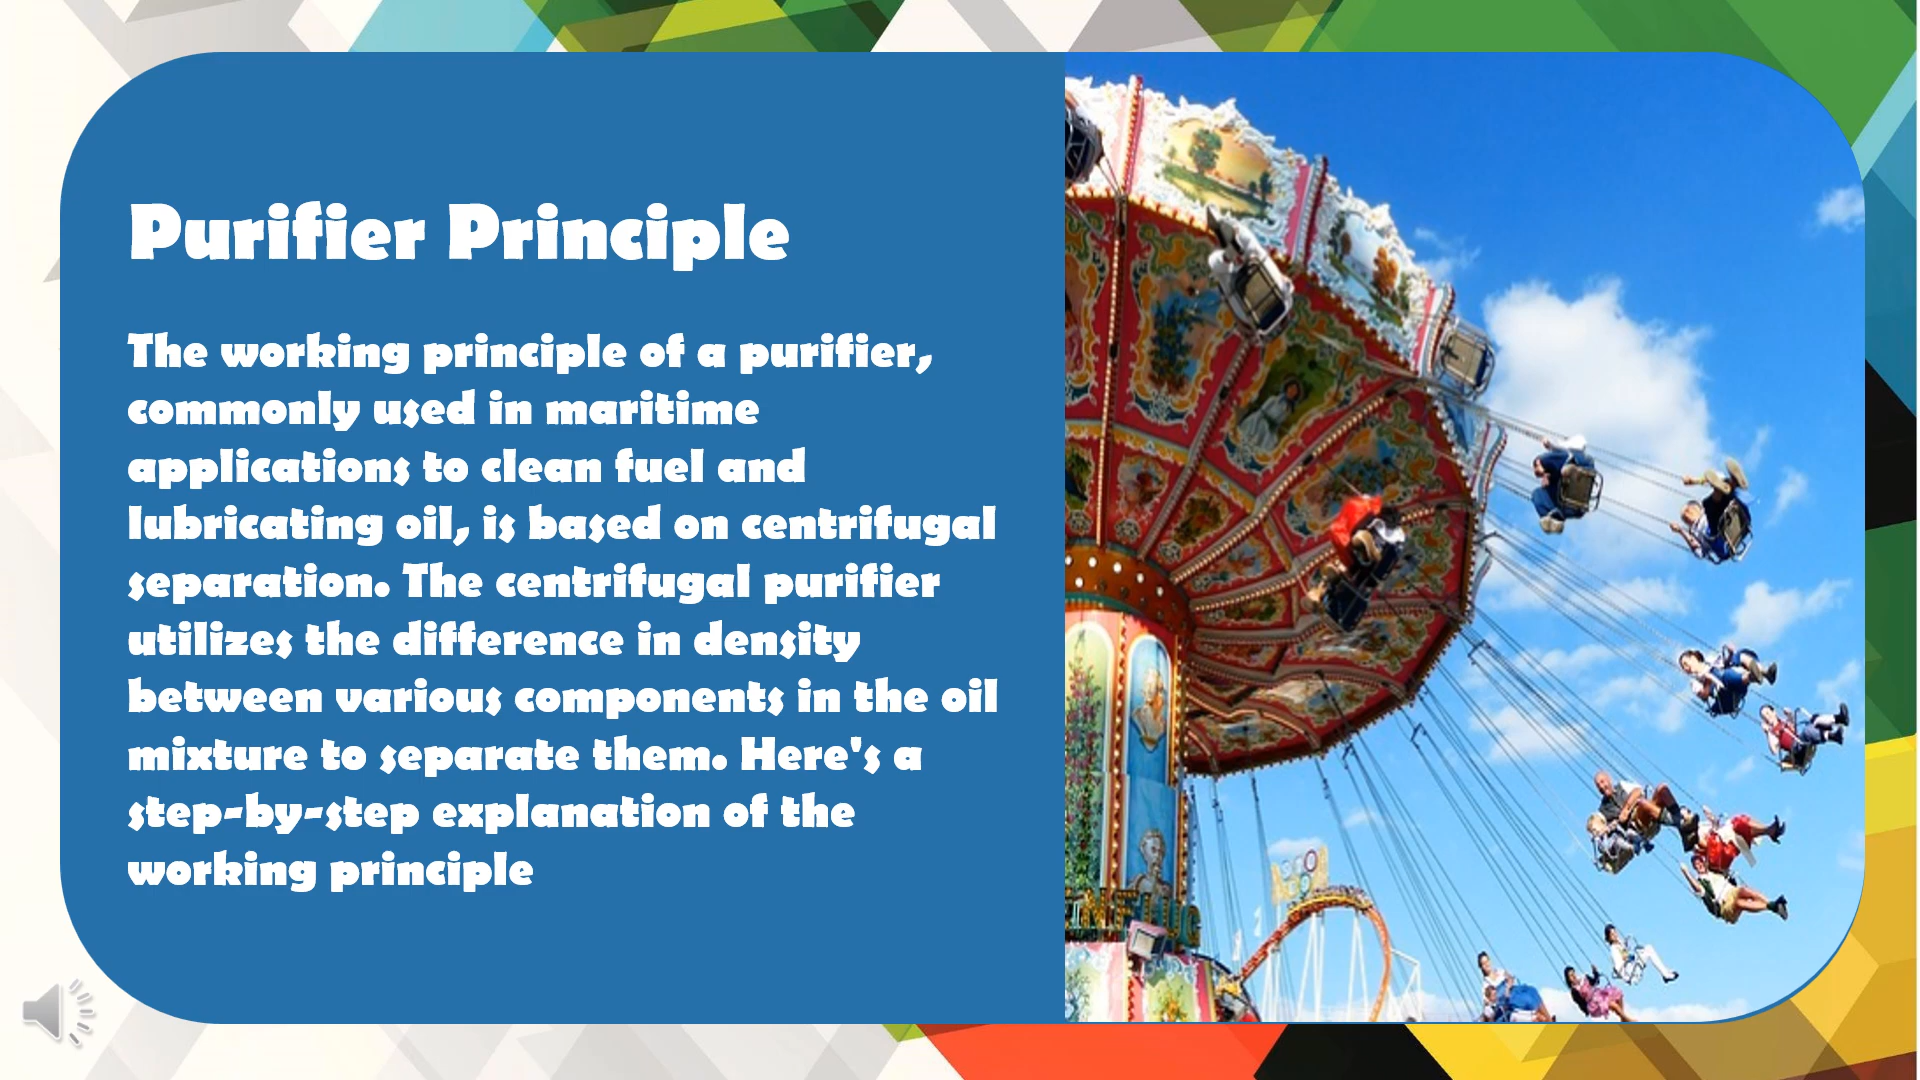 Purifier Principle
The working principle of a purifier,
commonly used in maritime
applications to clean fuel and
lubricating oil, is based on centrifugal
separation. The centrifugal purifier
utilizes the difference in density
between various components in the oil
mixture to separate them. Here's a
step-by-step explanation of the
working principle